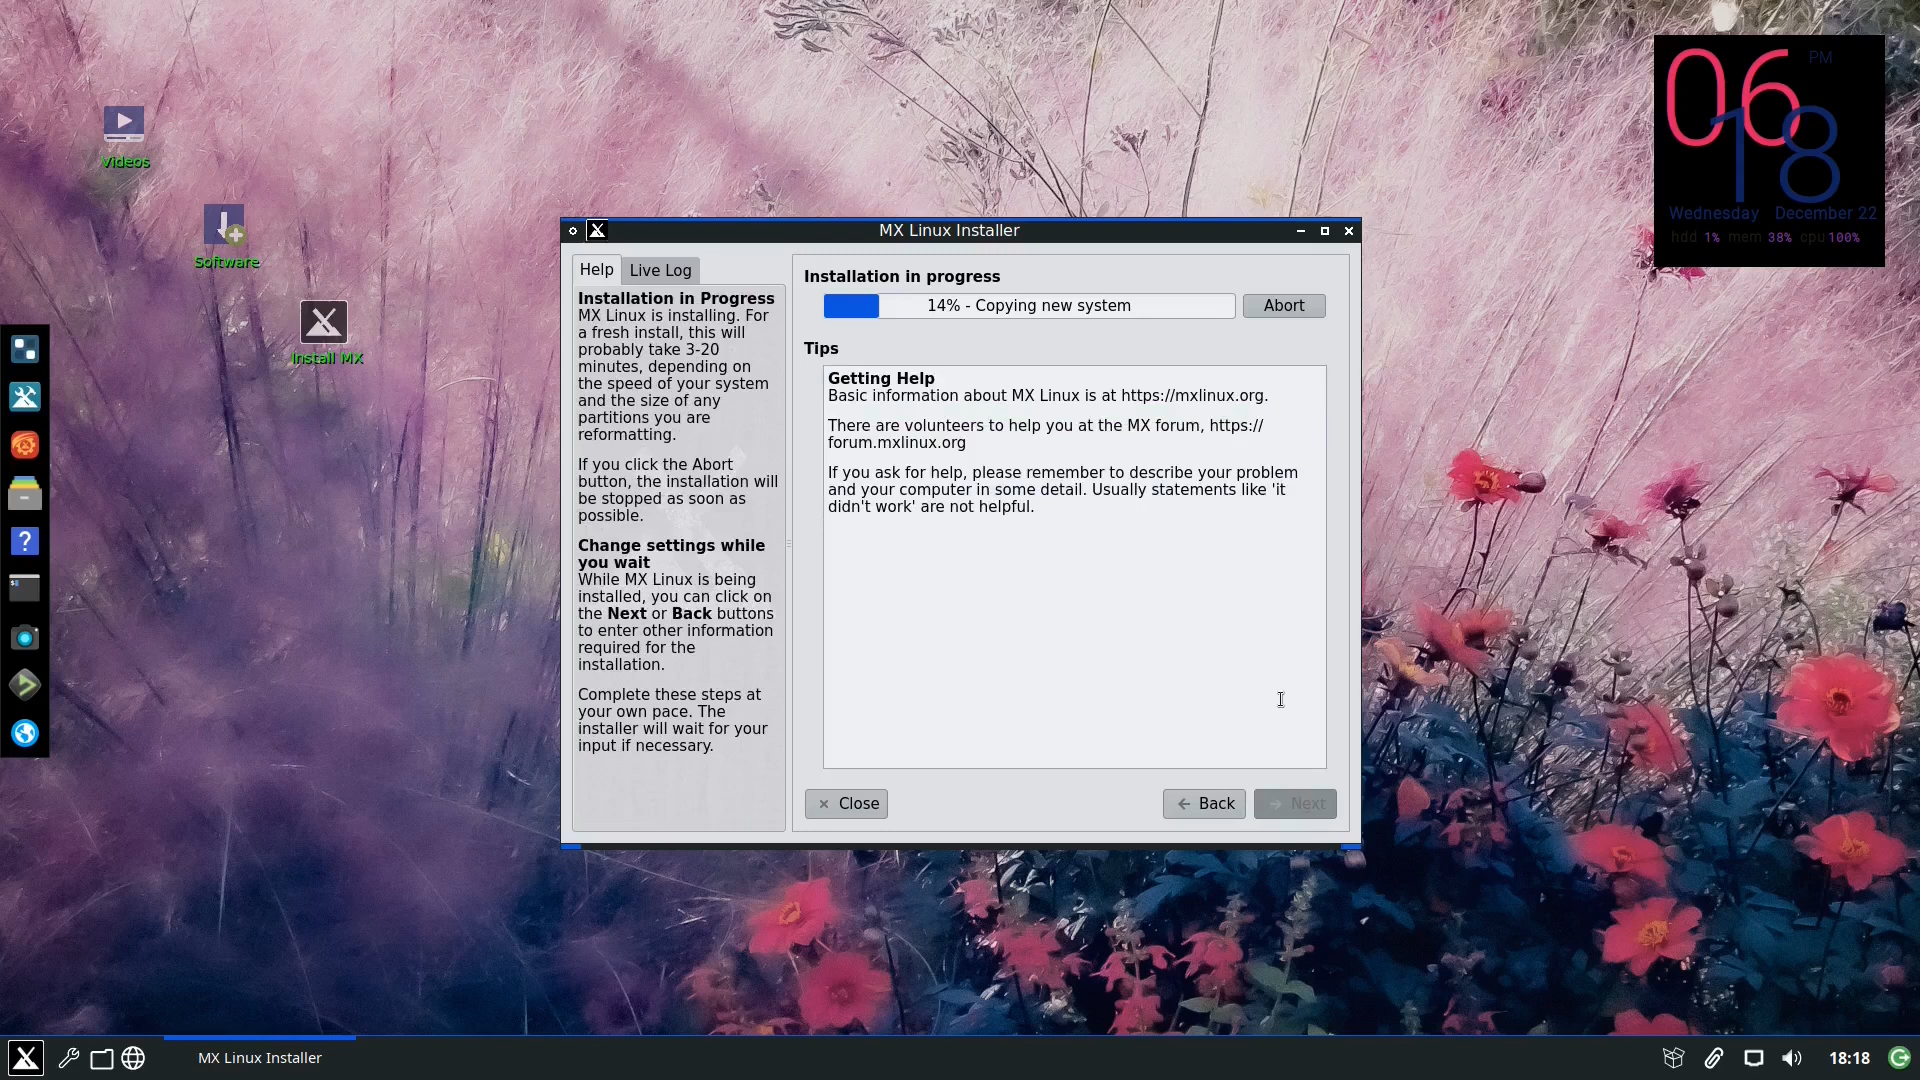 Videos
Software
Install MX
06
PM
18
Wednesday December 22
hdd 1% mem 38% cpu 100%
MX Linux Installer
Help
Live Log
Installation in Progress
MX Linux is installing. For
a fresh install, this will
probably take 3-20
minutes, depending on
the speed of your system
and the size of any
partitions you are
reformatting.
If you click the Abort
button, the installation will
be stopped as soon as
possible.
Change settings while
you wait
While MX Linux is being
installed, you can click on
the Next or Back buttons
to enter other information
required for the
installation.
Complete these steps at
your own pace. The
installer will wait for your
input if necessary.
Installation in progress
14% - Copying new system
Abort
Tips
Getting Help
Basic information about MX Linux is at https://mxlinux.org.
There are volunteers to help you at the MX forum, https://
forum.mxlinux.org
If you ask for help, please remember to describe your problem
and your computer in some detail. Usually statements like 'it
didn't work' are not helpful.
Close
Back
Next
MX Linux Installer
18:18